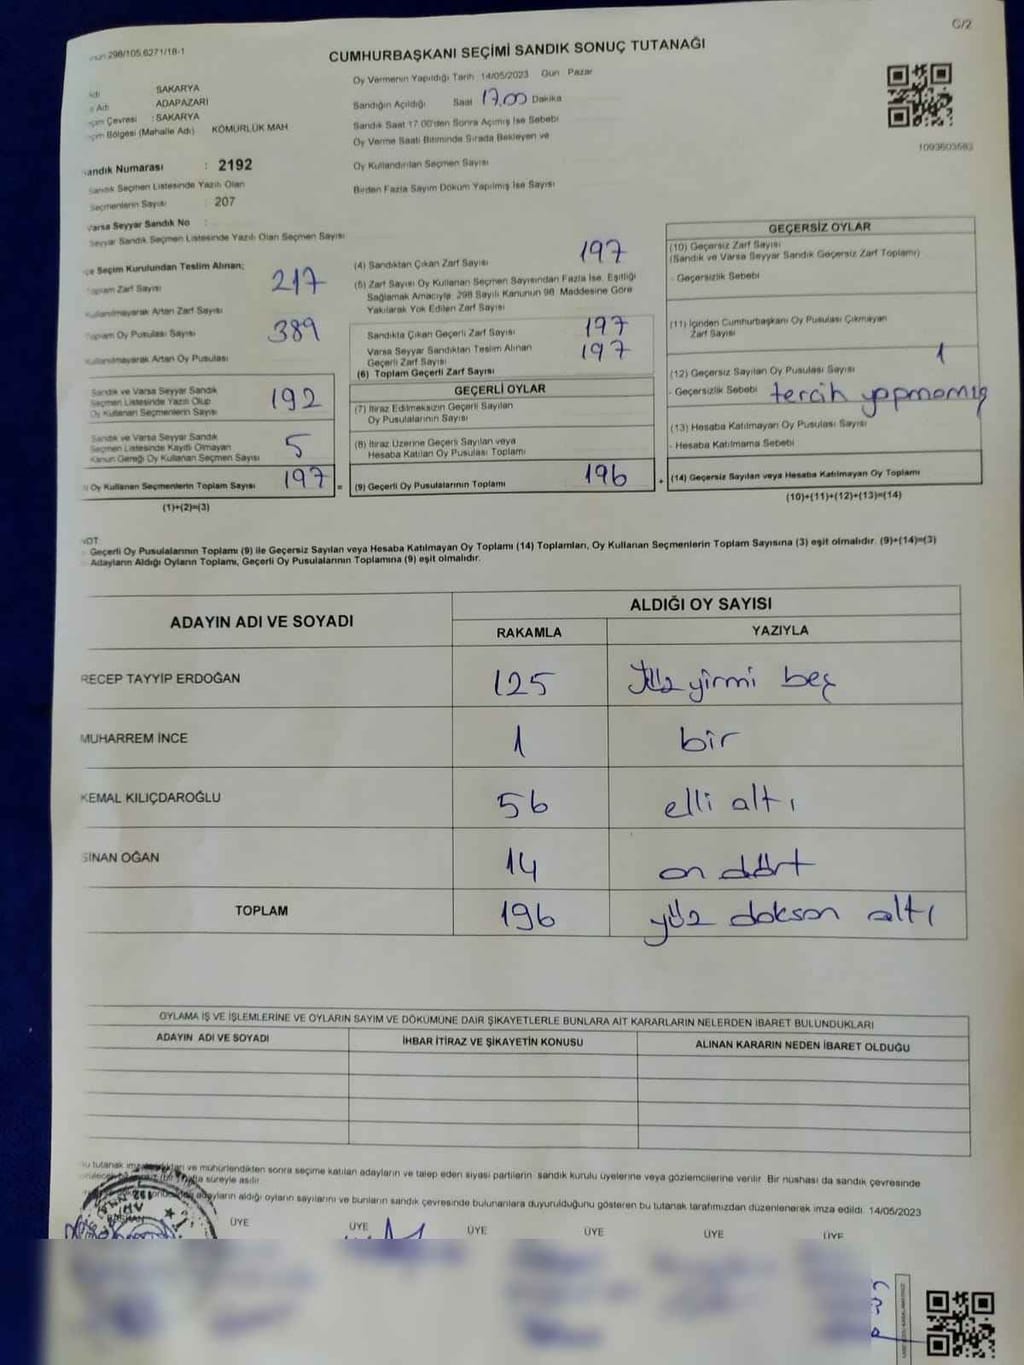 G/2
298/105.6271/18-1
CUMHURBAŞKANI SEÇİMİ SANDIK SONUÇ TUTANAĞI
Oy Vermenin Yapıldığı Tarih 14/05/2023 Gün Pazar
SAKARYA
Adı ADAPAZARI
Çevresi : SAKARYA
Bölgesi (Mahalle Adı) KÖMÜRLÜK MAH
Sandığın Açıldığı Saat 17.00 Dakika
Sandık Saat 17:00'den Sonra Açımış İse Sebebi
Oy Verme Saati Bitiminde Sırada Bekleyen ve
Oy Kullandırılan Seçmen Sayısı
Birden Fazla Sayım Döküm Yapılmış İse Sayısı
1093603583
Sandık Numarası : 2192
Sandık Seçmen Listesinde Yazılı Olan
Seçmenlerin Sayısı : 207
Varsa Seyyar Sandık No :
Seyyar Sandık Seçmen Listesinde Yazılı Olan Seçmen Sayısı
Seçim Kurulundan Teslim Alınan;
Toplam Zarf Sayısı 217
Kullanılmayarak Artan Zarf Sayısı
Toplam Oy Pusulası Sayısı 389
Kullanılmayarak Artan Oy Pusulası
Sandık ve Varsa Seyyar Sandık
Seçmen Listesinde Yazılı Olup
Oy Kullanan Seçmenlerin Sayısı 192
Sandık ve Varsa Seyyar Sandık
Seçmen Listesinde Kayıtlı Olmayan
Kanun Gereği Oy Kullanan Seçmen Sayısı 5
Oy Kullanan Seçmenlerin Toplam Sayısı 197 =
(1)+(2)=(3)
(4) Sandıktan Çıkan Zarf Sayısı 197
(5) Zarf Sayısı Oy Kullanan Seçmen Sayısından Fazla İse, Eşitliği
Sağlamak Amacıyla, 298 Sayılı Kanunun 98. Maddesine Göre
Yakılarak Yok Edilen Zarf Sayısı
Sandıkta Çıkan Geçerli Zarf Sayısı 197
Varsa Seyyar Sandıktan Teslim Alınan
Geçerli Zarf Sayısı 197
(6) Toplam Geçerli Zarf Sayısı
GEÇERLİ OYLAR
(7) İtiraz Edilmeksizin Geçerli Sayılan
Oy Pusulalarının Sayısı
(8) İtiraz Üzerine Geçerli Sayılan veya
Hesaba Katılan Oy Pusulası Toplamı
(9) Geçerli Oy Pusulalarının Toplamı 196 +
GEÇERSİZ OYLAR
(10) Geçersiz Zarf Sayısı
(Sandık ve Varsa Seyyar Sandık Geçersiz Zarf Toplamı)
- Geçersizlik Sebebi
(11) İçinden Cumhurbaşkanı Oy Pusulası Çıkmayan
Zarf Sayısı
1
(12) Geçersiz Sayılan Oy Pusulası Sayısı
- Geçersizlik Sebebi tercih yapmamış
(13) Hesaba Katılmayan Oy Pusulası Sayısı
- Hesaba Katılmama Sebebi
(14) Geçersiz Sayılan veya Hesaba Katılmayan Oy Toplamı
(10)+(11)+(12)+(13)=(14)
NOT:
Geçerli Oy Pusulalarının Toplamı (9) ile Geçersiz Sayılan veya Hesaba Katılmayan Oy Toplamı (14) Toplamları, Oy Kullanan Seçmenlerin Toplam Sayısına (3) eşit olmalıdır. (9)+(14)=(3)
Adayların Aldığı Oyların Toplamı, Geçerli Oy Pusulalarının Toplamına (9) eşit olmalıdır.
ADAYIN ADI VE SOYADI
ALDIĞI OY SAYISI
RAKAMLA YAZIYLA
RECEP TAYYİP ERDOĞAN 125 Yüz yirmi beş
MUHARREM İNCE 1 bir
KEMAL KILIÇDAROĞLU 56 elli altı
SİNAN OĞAN 14 on dört
TOPLAM 196 yüz doksan altı
OYLAMA İŞ VE İŞLEMLERİNE VE OYLARIN SAYIM VE DÖKÜMÜNE DAİR ŞİKAYETLERLE BUNLARA AİT KARARLARIN NELERDEN İBARET BULUNDUKLARI
ADAYIN ADI VE SOYADI İHBAR İTİRAZ VE ŞİKAYETİN KONUSU ALINAN KARARIN NEDEN İBARET OLDUĞU
tutanak ve mühürlendikten sonra seçime katılan adayların ve talep eden siyasi partilerin sandık kurulu üyelerine veya gözlemcilerine verilir. Bir nüshası da sandık çevresinde
süreyle asılır.
adayların aldığı oyların sayılarını ve bunların sandık çevresinde bulunanlara duyurulduğunu gösteren bu tutanak tarafımızdan düzenlenerek imza edildi. 14/05/2023
ÜYE ÜYE ÜYE ÜYE ÜYE ÜYE